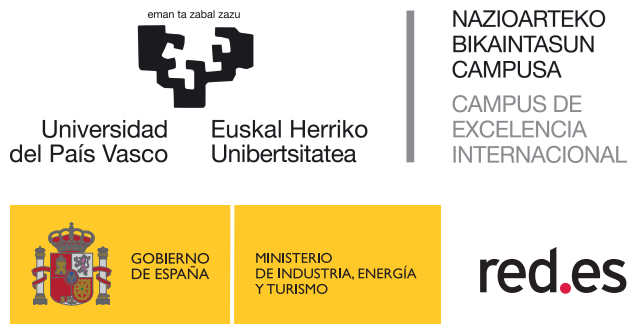 eman ta zabal zazu
Universidad
del País Vasco
Euskal Herriko
Unibertsitatea
NAZIOARTEKO
BIKAINTASUN
CAMPUSA
CAMPUS DE
EXCELENCIA
INTERNACIONAL
GOBIERNO
DE ESPAÑA
MINISTERIO
DE INDUSTRIA, ENERGÍA
Y TURISMO
red.es